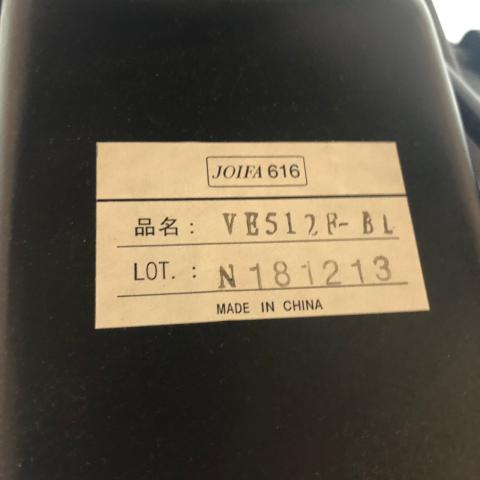 JOIFA 616
品名: VE512F-BL
LOT.: N181213
MADE IN CHINA